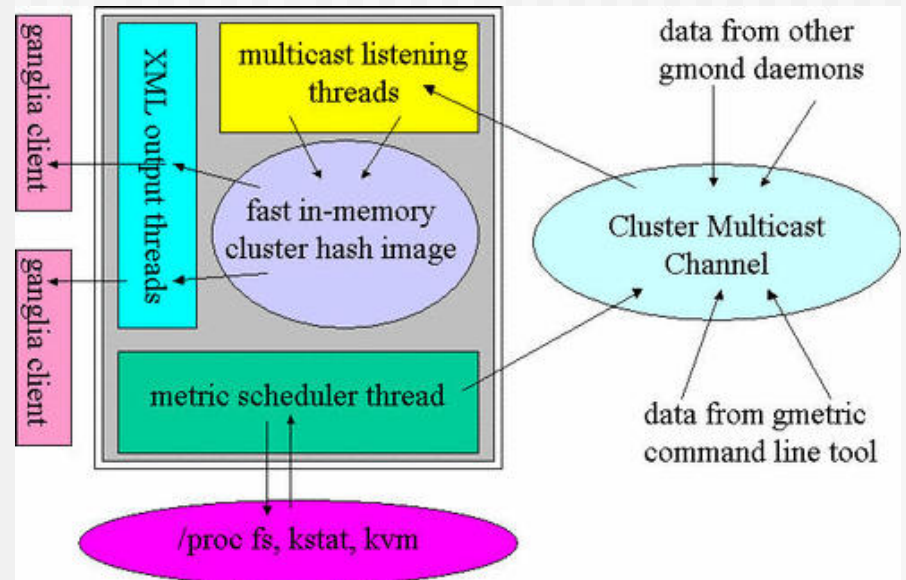 ganglia client
ganglia client
XML output threads
multicast listening
threads
fast in-memory
cluster hash image
metric scheduler thread
/proc fs, kstat, kvm
data from other
gmond daemons
Cluster Multicast
Channel
data from gmetric
command line tool